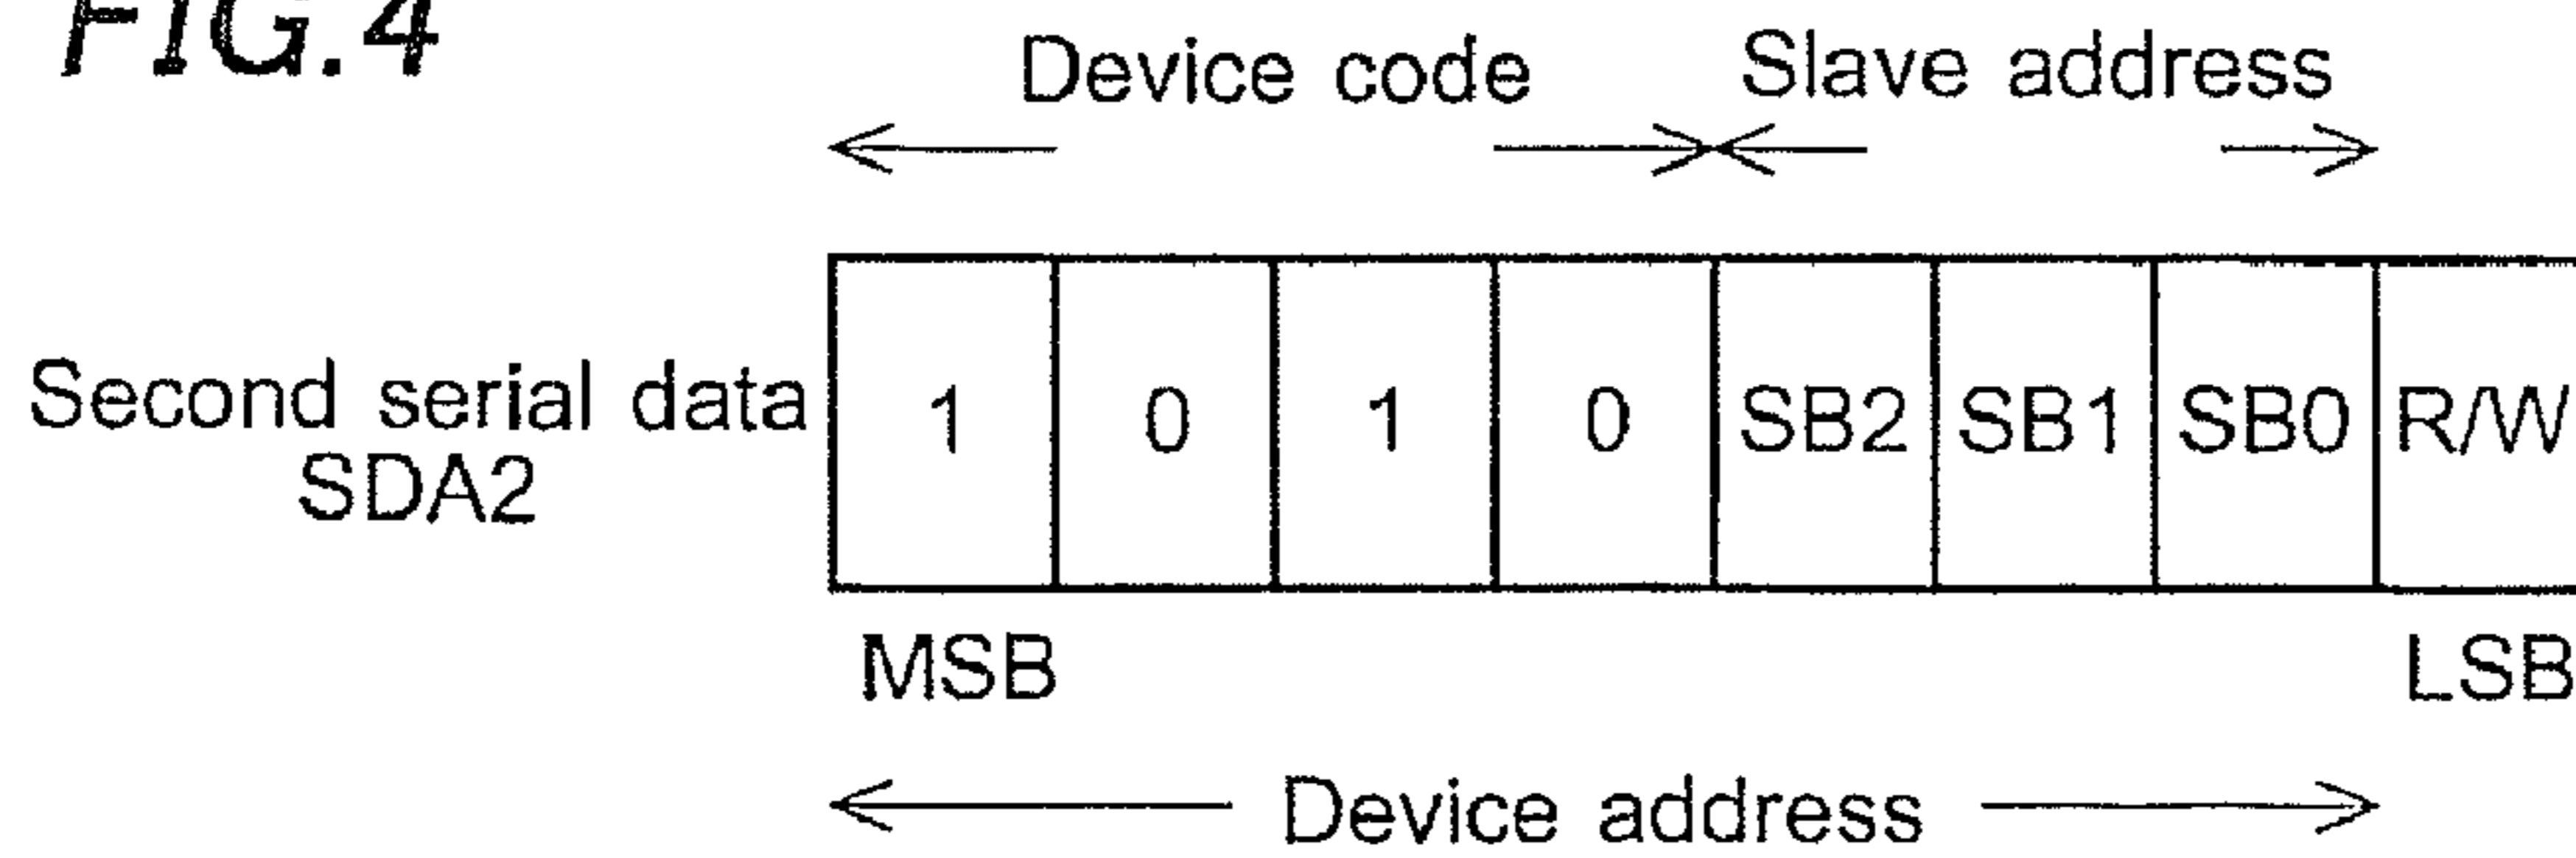 FIG.4
Device code Slave address
Second serial data 1 0 1 0 SB2 SB1 SB0 R/W
SDA2
MSB LSB
Device address